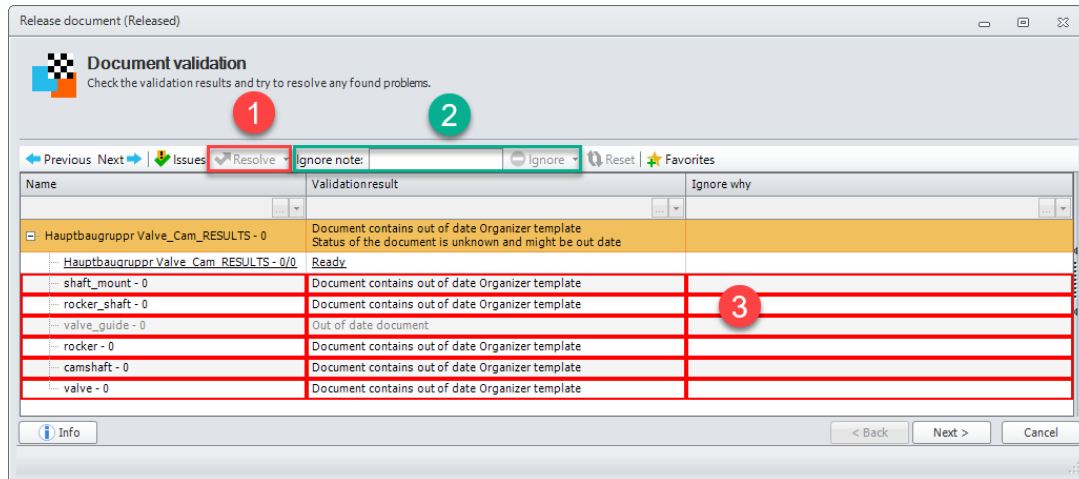 Release document (Released)
Document validation
Check the validation results and try to resolve any found problems.
1
2
Previous Next Issues Resolve Ignore note: Ignore Reset Favorites
Name Validationresult Ignore why
... ... ...
Hauptbaugruppr Valve_Cam_RESULTS - 0 Document contains out of date Organizer template
Status of the document is unknown and might be out date
Hauptbaugruppr Valve_Cam_RESULTS - 0/0 Ready
shaft_mount - 0 Document contains out of date Organizer template
rocker_shaft - 0 Document contains out of date Organizer template
3
valve_guide - 0 Out of date document
rocker - 0 Document contains out of date Organizer template
camshaft - 0 Document contains out of date Organizer template
valve - 0 Document contains out of date Organizer template
Info < Back Next > Cancel